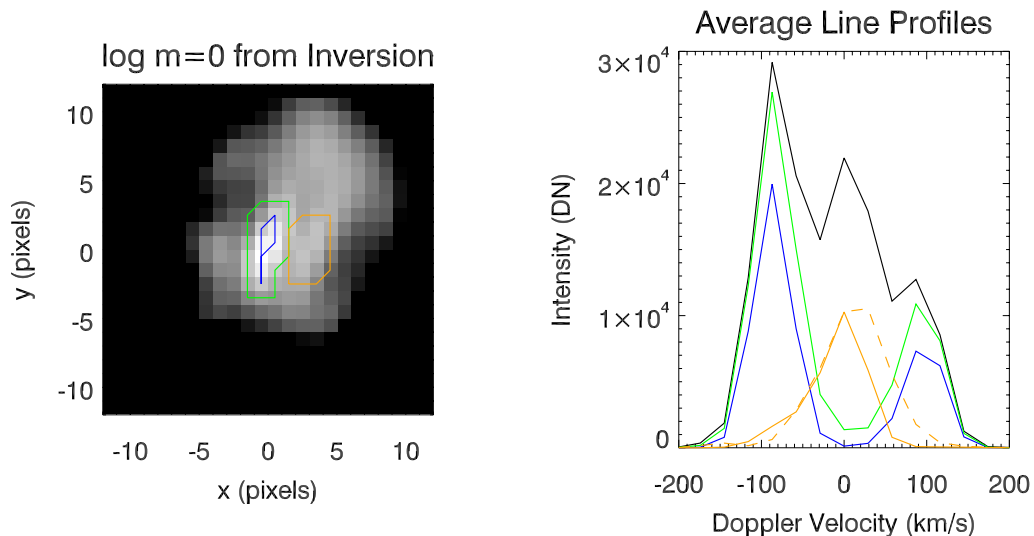 log m=0 from Inversion
10
5
0
-5
-10
y (pixels)
-10 -5 0 5 10
x (pixels)
Average Line Profiles
3×10⁴
2×10⁴
1×10⁴
0
Intensity (DN)
-200 -100 0 100 200
Doppler Velocity (km/s)